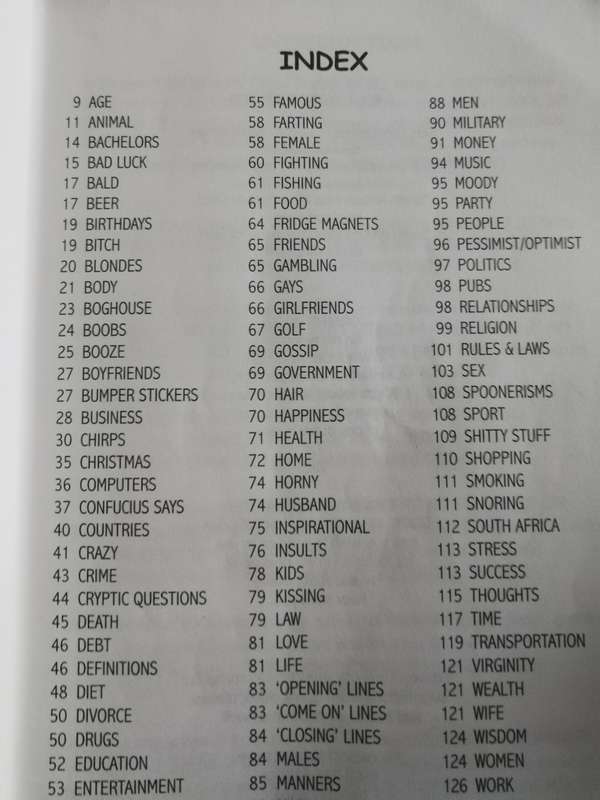 INDEX
9 AGE
11 ANIMAL
14 BACHELORS
15 BAD LUCK
17 BALD
17 BEER
19 BIRTHDAYS
19 BITCH
20 BLONDES
21 BODY
23 BOGHOUSE
24 BOOBS
25 BOOZE
27 BOYFRIENDS
27 BUMPER STICKERS
28 BUSINESS
30 CHIRPS
35 CHRISTMAS
36 COMPUTERS
37 CONFUCIUS SAYS
40 COUNTRIES
41 CRAZY
43 CRIME
44 CRYPTIC QUESTIONS
45 DEATH
46 DEBT
46 DEFINITIONS
48 DIET
50 DIVORCE
50 DRUGS
52 EDUCATION
53 ENTERTAINMENT
55 FAMOUS
58 FARTING
58 FEMALE
60 FIGHTING
61 FISHING
61 FOOD
64 FRIDGE MAGNETS
65 FRIENDS
65 GAMBLING
66 GAYS
66 GIRLFRIENDS
67 GOLF
69 GOSSIP
69 GOVERNMENT
70 HAIR
70 HAPPINESS
71 HEALTH
72 HOME
74 HORNY
74 HUSBAND
75 INSPIRATIONAL
76 INSULTS
78 KIDS
79 KISSING
79 LAW
81 LOVE
81 LIFE
83 ‘OPENING’ LINES
83 ‘COME ON’ LINES
84 ‘CLOSING’ LINES
84 MALES
85 MANNERS
88 MEN
90 MILITARY
91 MONEY
94 MUSIC
95 MOODY
95 PARTY
95 PEOPLE
96 PESSIMIST/OPTIMIST
97 POLITICS
98 PUBS
98 RELATIONSHIPS
99 RELIGION
101 RULES & LAWS
103 SEX
108 SPOONERISMS
108 SPORT
109 SHITTY STUFF
110 SHOPPING
111 SMOKING
111 SNORING
112 SOUTH AFRICA
113 STRESS
113 SUCCESS
115 THOUGHTS
117 TIME
119 TRANSPORTATION
121 VIRGINITY
121 WEALTH
121 WIFE
124 WISDOM
124 WOMEN
126 WORK